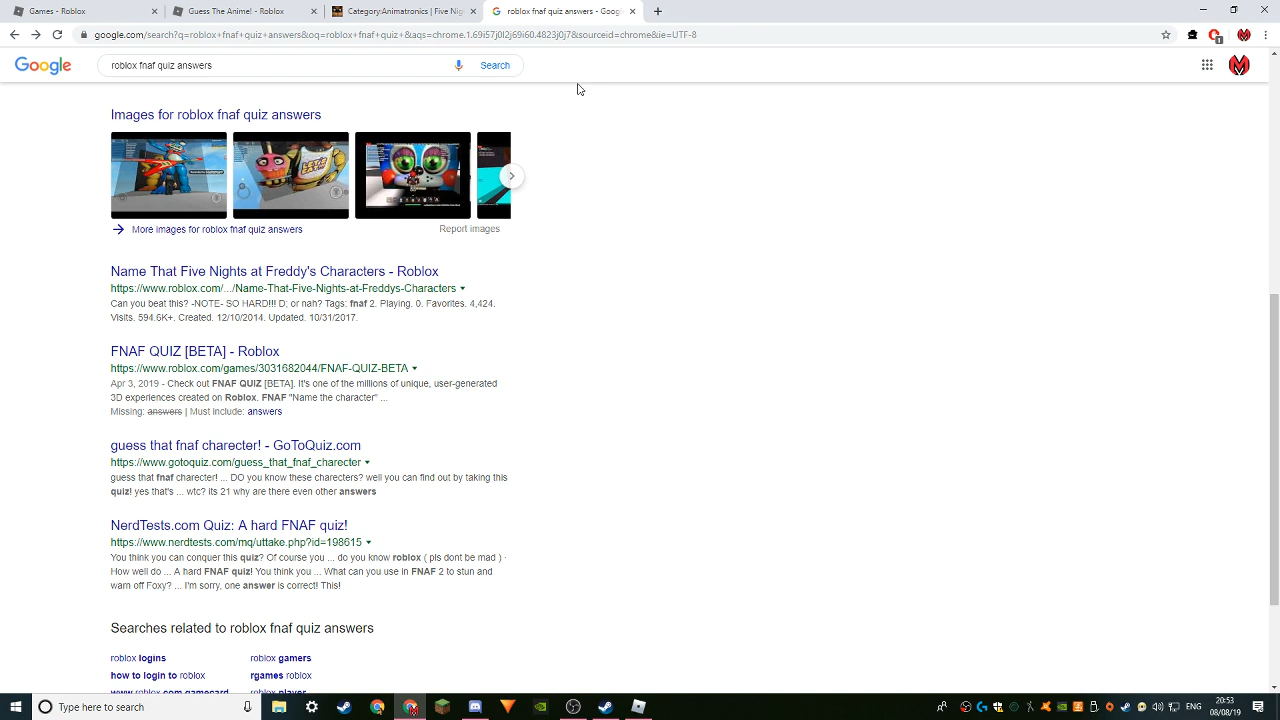 Games - Roblox
Guess The Anime! - Roblox
Category:Animatronics | Five Nig
roblox fnaf quiz answers - Goog
google.com/search?q=roblox+fnaf+quiz+answers&oq=roblox+fnaf+quiz+&aqs=chrome.1.69i57j0l2j69i60.4823j0j7&sourceid=chrome&ie=UTF-8
1
Google
roblox fnaf quiz answers
Search
Images for roblox fnaf quiz answers
More images for roblox fnaf quiz answers
Report images
Name That Five Nights at Freddy's Characters - Roblox
https://www.roblox.com/.../Name-That-Five-Nights-at-Freddys-Characters
Can you beat this? -NOTE- SO HARD!!! D: or nah? Tags: fnaf 2. Playing. 0. Favorites. 4,424.
Visits. 594.6K+. Created. 12/10/2014. Updated. 10/31/2017.
FNAF QUIZ [BETA] - Roblox
https://www.roblox.com/games/3031682044/FNAF-QUIZ-BETA
Apr 3, 2019 - Check out FNAF QUIZ [BETA]. It's one of the millions of unique, user-generated
3D experiences created on Roblox. FNAF "Name the character" ...
Missing: answers | Must include: answers
guess that fnaf charecter! - GoToQuiz.com
https://www.gotoquiz.com/guess_that_fnaf_charecter
guess that fnaf charecter! ... DO you know these charecters? well you can find out by taking this
quiz! yes that's ... wtc? its 21 why are there even other answers
NerdTests.com Quiz: A hard FNAF quiz!
https://www.nerdtests.com/mq/uttake.php?id=198615
You think you can conquer this quiz? Of course you ... do you know roblox ( pls dont be mad ) ·
How well do ... A hard FNAF quiz! You think you ... What can you use in FNAF 2 to stun and
warn off Foxy? ... I'm sorry, one answer is correct! This!
Searches related to roblox fnaf quiz answers
roblox logins
roblox gamers
how to login to roblox
rgames roblox
www roblox com gamecard
roblox player
Type here to search
ENG
20:53
08/08/19